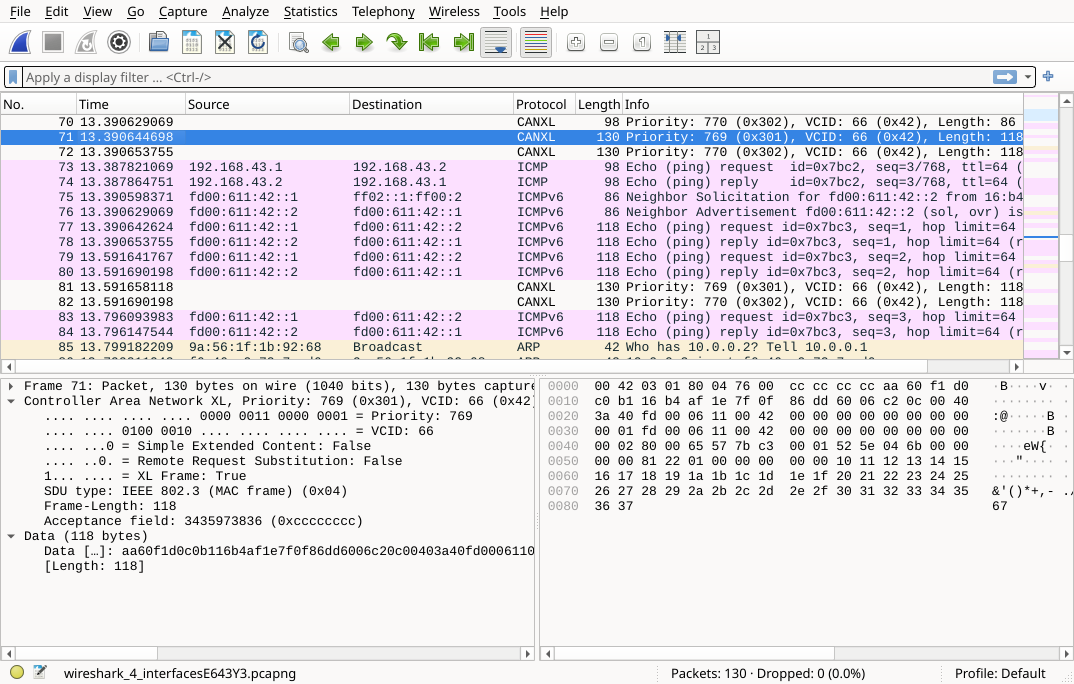 File Edit View Go Capture Analyze Statistics Telephony Wireless Tools Help
Apply a display filter ... <Ctrl-/>
No. Time Source Destination Protocol Length Info
70 13.390629069 CANXL 98 Priority: 770 (0x302), VCID: 66 (0x42), Length: 86
71 13.390644698 CANXL 130 Priority: 769 (0x301), VCID: 66 (0x42), Length: 118
72 13.390653755 CANXL 130 Priority: 770 (0x302), VCID: 66 (0x42), Length: 118
73 13.387821069 192.168.43.1 192.168.43.2 ICMP 98 Echo (ping) request id=0x7bc2, seq=3/768, ttl=64 (
74 13.387864751 192.168.43.2 192.168.43.1 ICMP 98 Echo (ping) reply id=0x7bc2, seq=3/768, ttl=64 (
75 13.390598371 fd00:611:42::1 ff02::1:ff00:2 ICMPv6 86 Neighbor Solicitation for fd00:611:42::2 from 16:b4
76 13.390629069 fd00:611:42::2 fd00:611:42::1 ICMPv6 86 Neighbor Advertisement fd00:611:42::2 (sol, ovr) is
77 13.390642624 fd00:611:42::1 fd00:611:42::2 ICMPv6 118 Echo (ping) request id=0x7bc3, seq=1, hop limit=64
78 13.390653755 fd00:611:42::2 fd00:611:42::1 ICMPv6 118 Echo (ping) reply id=0x7bc3, seq=1, hop limit=64 (r
79 13.591641767 fd00:611:42::1 fd00:611:42::2 ICMPv6 118 Echo (ping) request id=0x7bc3, seq=2, hop limit=64
80 13.591690198 fd00:611:42::2 fd00:611:42::1 ICMPv6 118 Echo (ping) reply id=0x7bc3, seq=2, hop limit=64 (r
81 13.591658118 CANXL 130 Priority: 769 (0x301), VCID: 66 (0x42), Length: 118
82 13.591690198 CANXL 130 Priority: 770 (0x302), VCID: 66 (0x42), Length: 118
83 13.796093983 fd00:611:42::1 fd00:611:42::2 ICMPv6 118 Echo (ping) request id=0x7bc3, seq=3, hop limit=64
84 13.796147544 fd00:611:42::2 fd00:611:42::1 ICMPv6 118 Echo (ping) reply id=0x7bc3, seq=3, hop limit=64 (r
85 13.799182209 9a:56:1f:1b:92:68 Broadcast ARP 42 Who has 10.0.0.2? Tell 10.0.0.1
Frame 71: Packet, 130 bytes on wire (1040 bits), 130 bytes capture
Controller Area Network XL, Priority: 769 (0x301), VCID: 66 (0x42
.... .... .... .... 0000 0011 0000 0001 = Priority: 769
.... .... 0100 0010 .... .... .... .... = VCID: 66
.... ...0 = Simple Extended Content: False
.... ..0. = Remote Request Substitution: False
1... .... = XL Frame: True
SDU type: IEEE 802.3 (MAC frame) (0x04)
Frame-Length: 118
Acceptance field: 3435973836 (0xcccccccc)
Data (118 bytes)
Data […]: aa60f1d0c0b116b4af1e7f0f86dd6006c20c00403a40fd0006110
[Length: 118]
0000 00 42 03 01 80 04 76 00 cc cc cc cc aa 60 f1 d0 ·B····v· ··
0010 c0 b1 16 b4 af 1e 7f 0f 86 dd 60 06 c2 0c 00 40 ········ ··
0020 3a 40 fd 00 06 11 00 42 00 00 00 00 00 00 00 00 :@·····B ··
0030 00 01 fd 00 06 11 00 42 00 00 00 00 00 00 00 00 ·······B ··
0040 00 02 80 00 65 57 7b c3 00 01 52 5e 04 6b 00 00 ····eW{· ··
0050 00 00 81 22 01 00 00 00 00 00 10 11 12 13 14 15 ···"···· ··
0060 16 17 18 19 1a 1b 1c 1d 1e 1f 20 21 22 23 24 25 ········ ··
0070 26 27 28 29 2a 2b 2c 2d 2e 2f 30 31 32 33 34 35 &'()*+,- ./
0080 36 37 67
wireshark_4_interfacesE643Y3.pcapng
Packets: 130 · Dropped: 0 (0.0%)
Profile: Default